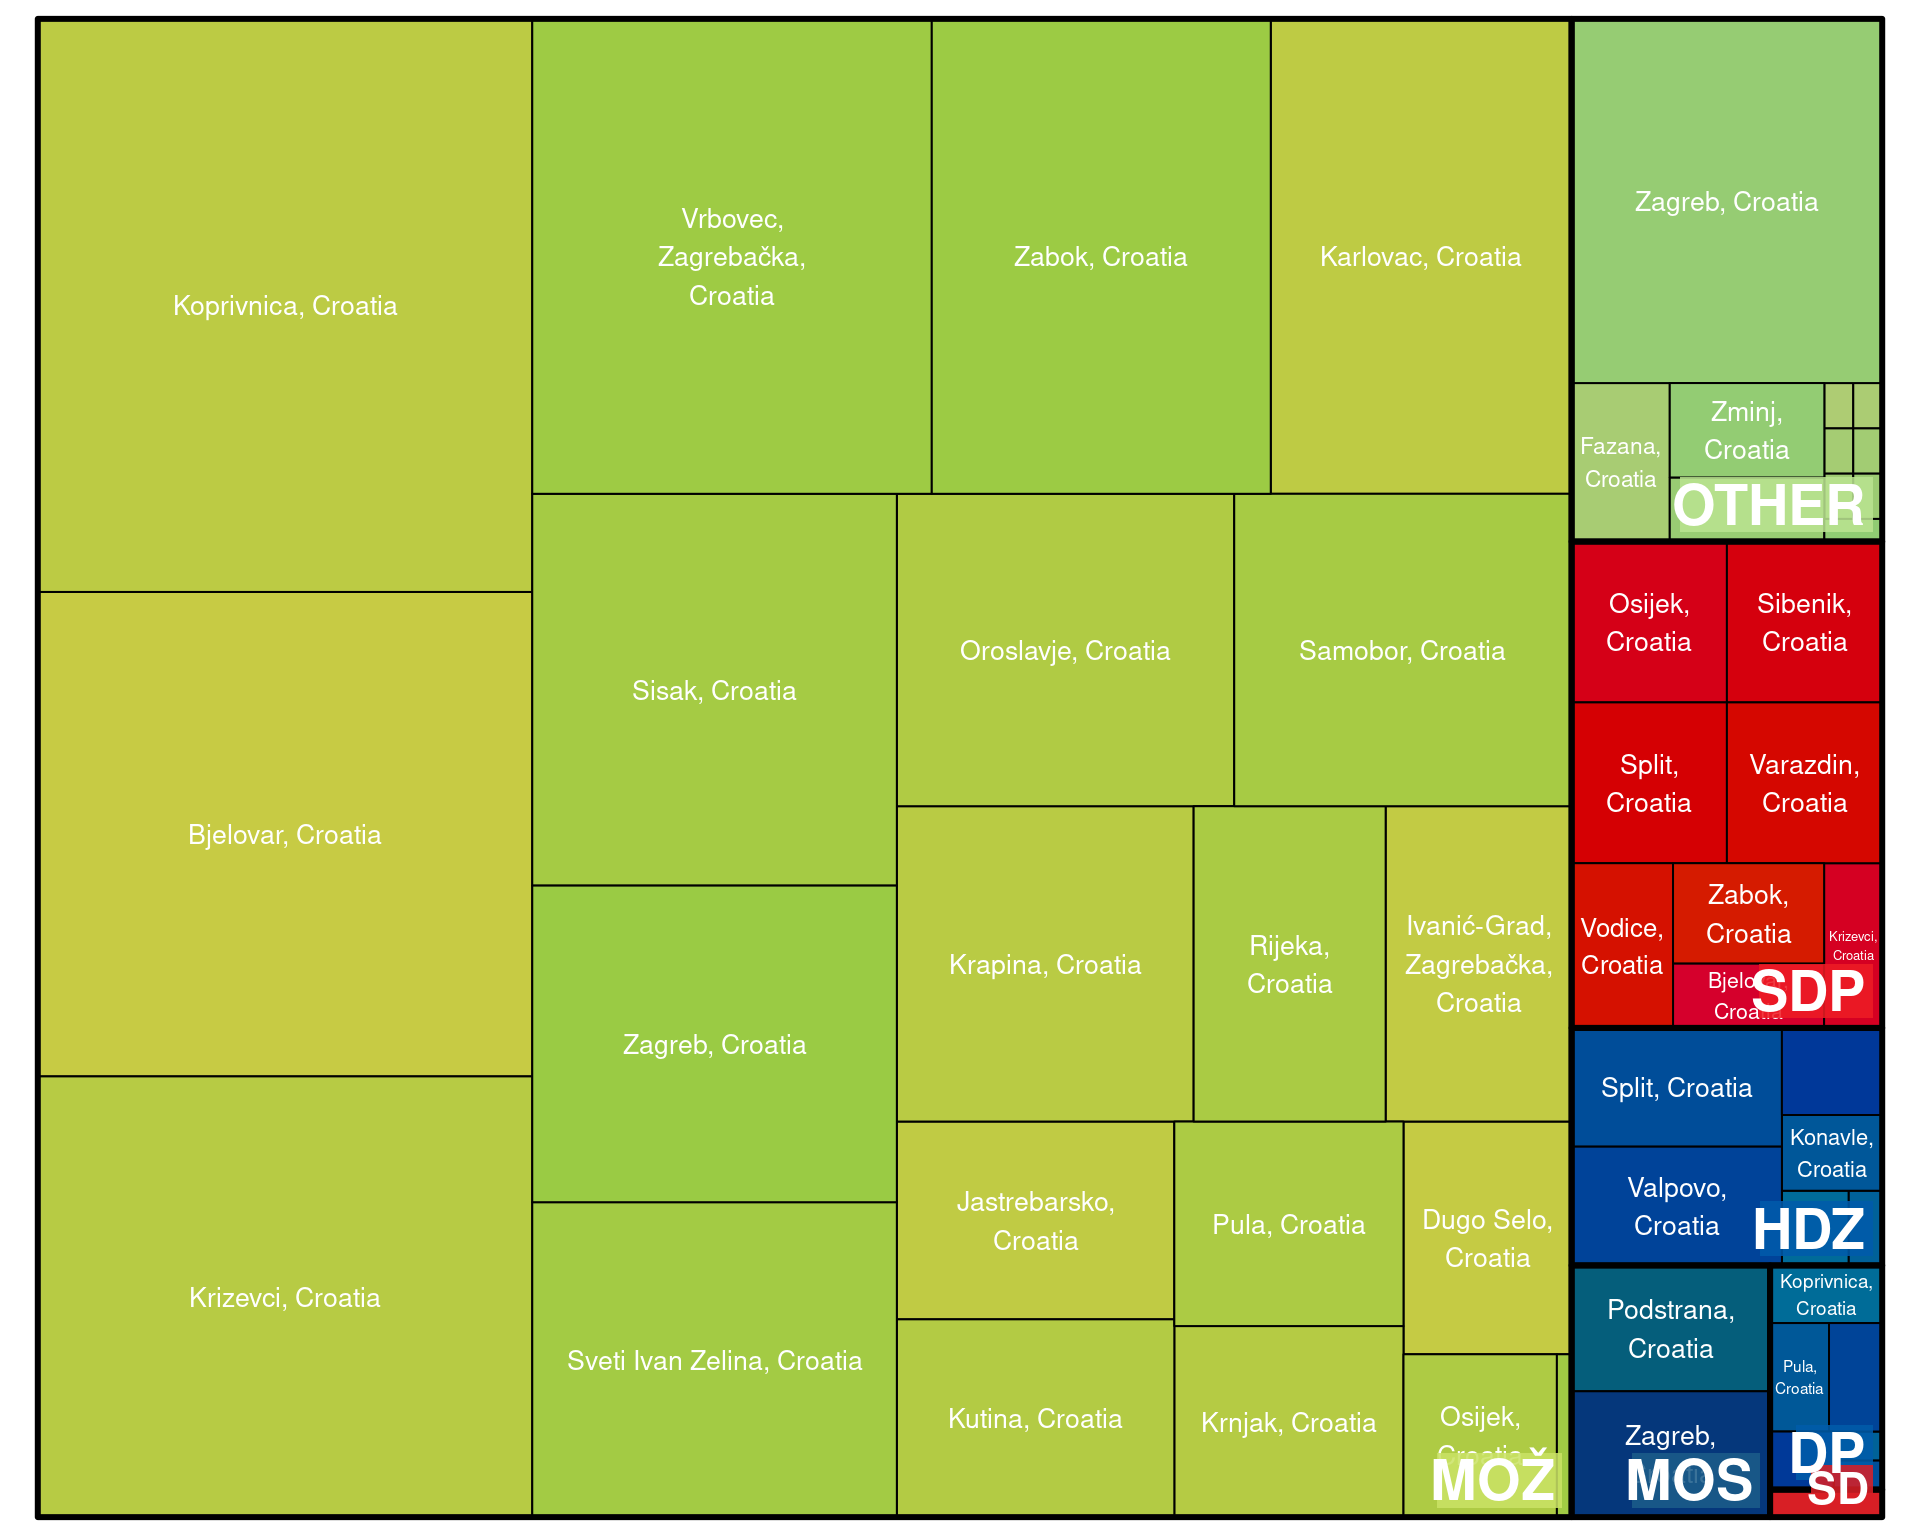 Koprivnica, Croatia
Bjelovar, Croatia
Krizevci, Croatia
Vrbovec,
Zagrebačka,
Croatia
Zabok, Croatia
Karlovac, Croatia
Sisak, Croatia
Zagreb, Croatia
Sveti Ivan Zelina, Croatia
Oroslavje, Croatia
Samobor, Croatia
Krapina, Croatia
Rijeka,
Croatia
Ivanić-Grad,
Zagrebačka,
Croatia
Jastrebarsko,
Croatia
Kutina, Croatia
Pula, Croatia
Krnjak, Croatia
Dugo Selo,
Croatia
Osijek,
Croatia
MOŽ
Zagreb, Croatia
Fazana,
Croatia
Zminj,
Croatia
OTHER
Osijek,
Croatia
Sibenik,
Croatia
Split,
Croatia
Varazdin,
Croatia
Vodice,
Croatia
Zabok,
Croatia
Krizevci,
Croatia
Croatia
SDP
Split, Croatia
Konavle,
Croatia
Valpovo,
Croatia
HDZ
Podstrana,
Croatia
Zagreb,
MOS
Koprivnica,
Croatia
Pula,
Croatia
DP
SD